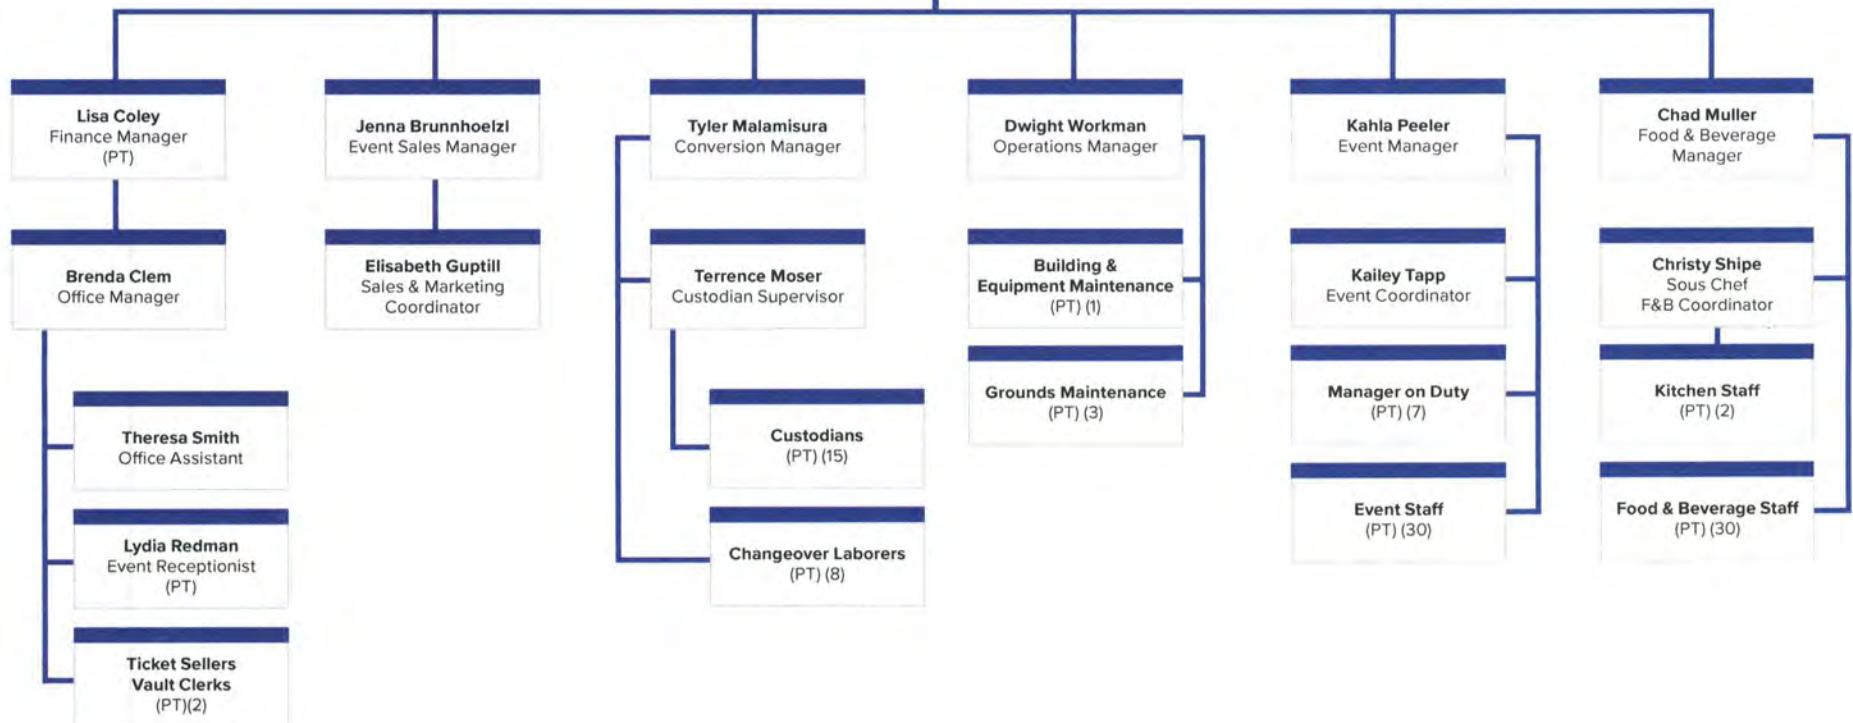 Lisa Coley
Finance Manager
(PT)
Jenna Brunnhoelzl
Event Sales Manager
Tyler Malamisura
Conversion Manager
Dwight Workman
Operations Manager
Kahla Peeler
Event Manager
Chad Muller
Food & Beverage
Manager
Brenda Clem
Office Manager
Elisabeth Guptill
Sales & Marketing
Coordinator
Terrence Moser
Custodian Supervisor
Building &
Equipment Maintenance
(PT) (1)
Kailey Tapp
Event Coordinator
Christy Shipe
Sous Chef
F&B Coordinator
Grounds Maintenance
(PT) (3)
Manager on Duty
(PT) (7)
Kitchen Staff
(PT) (2)
Theresa Smith
Office Assistant
Custodians
(PT) (15)
Event Staff
(PT) (30)
Food & Beverage Staff
(PT) (30)
Lydia Redman
Event Receptionist
(PT)
Changeover Laborers
(PT) (8)
Ticket Sellers
Vault Clerks
(PT)(2)